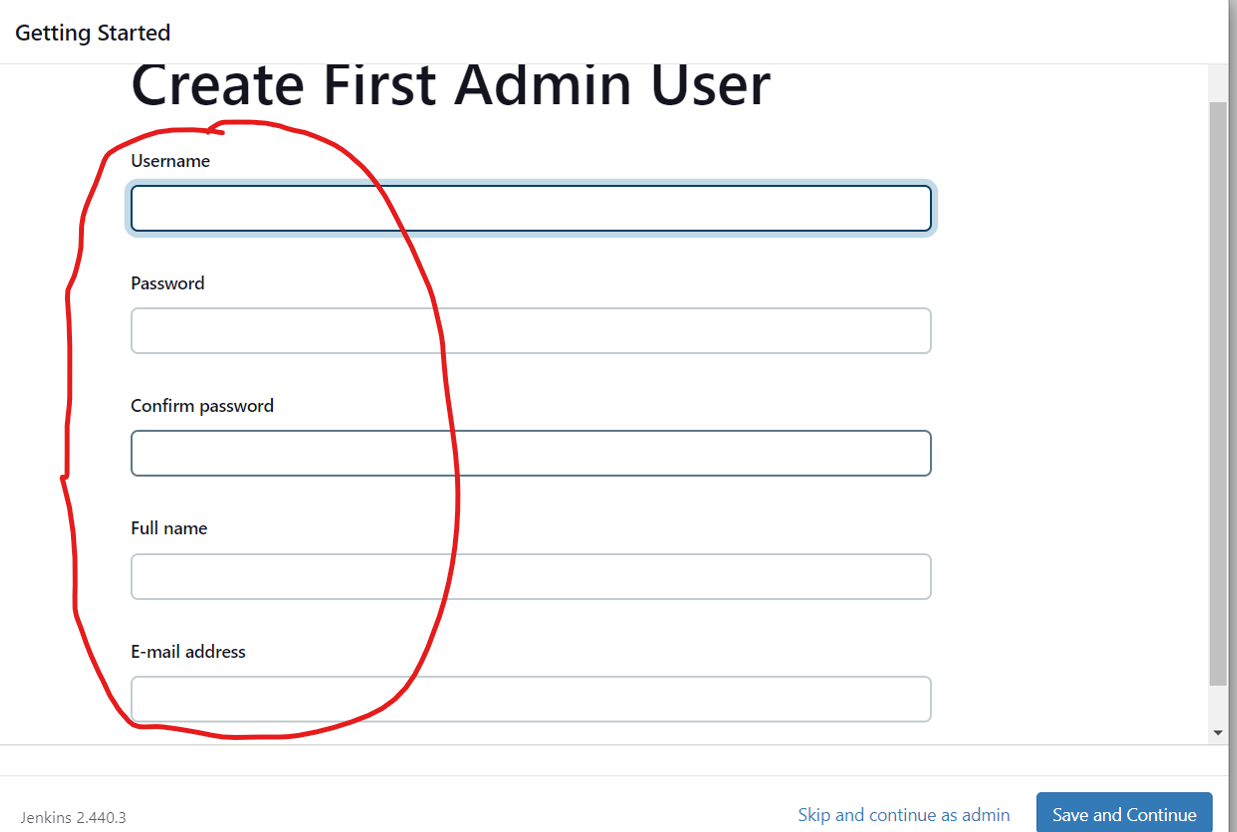 Getting Started
Create First Admin User
Username
Password
Confirm password
Full name
E-mail address
Jenkins 2.440.3
Skip and continue as admin
Save and Continue